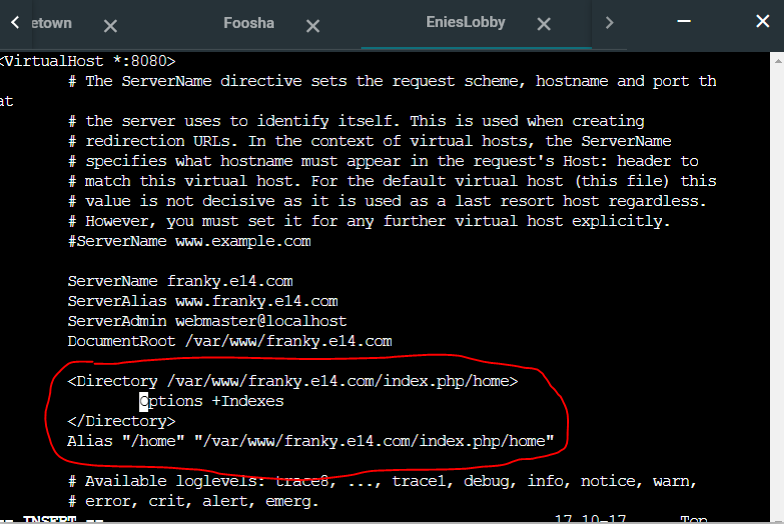 etown
Foosha
EniesLobby
<VirtualHost *:8080>
# The ServerName directive sets the request scheme, hostname and port th
at
# the server uses to identify itself. This is used when creating
# redirection URLs. In the context of virtual hosts, the ServerName
# specifies what hostname must appear in the request's Host: header to
# match this virtual host. For the default virtual host (this file) this
# value is not decisive as it is used as a last resort host regardless.
# However, you must set it for any further virtual host explicitly.
#ServerName www.example.com
ServerName franky.e14.com
ServerAlias www.franky.e14.com
ServerAdmin webmaster@localhost
DocumentRoot /var/www/franky.e14.com
<Directory /var/www/franky.e14.com/index.php/home>
Options +Indexes
</Directory>
Alias "/home" "/var/www/franky.e14.com/index.php/home"
# Available loglevels: trace8, ..., trace1, debug, info, notice, warn,
# error, crit, alert, emerg.
-- INSERT -- 17,10-17 Top